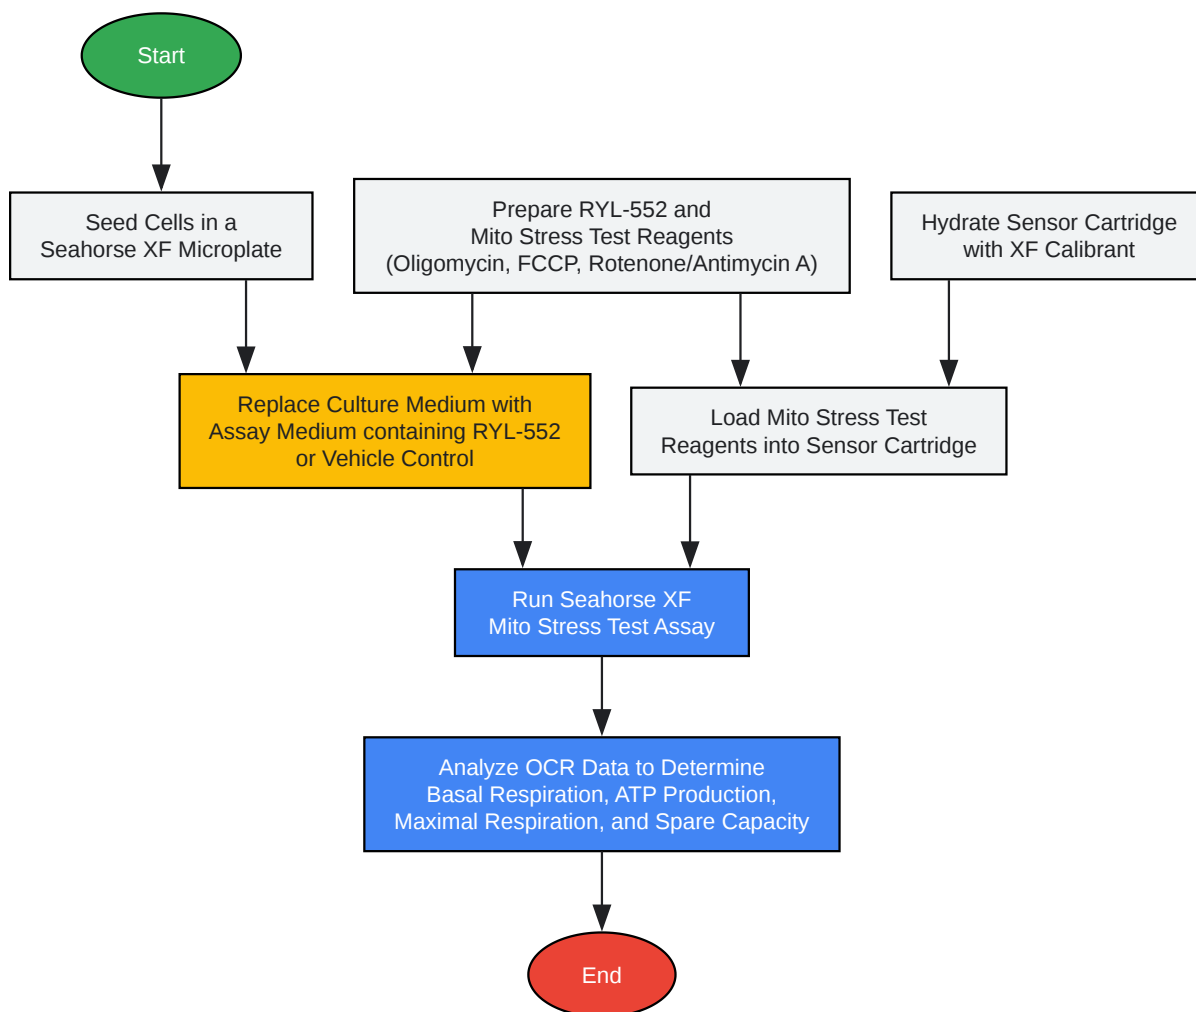 Start
Seed Cells in a
Seahorse XF Microplate
Prepare RYL-552 and
Mito Stress Test Reagents
(Oligomycin, FCCP, Rotenone/Antimycin A)
Hydrate Sensor Cartridge
with XF Calibrant
Replace Culture Medium with
Assay Medium containing RYL-552
or Vehicle Control
Load Mito Stress Test
Reagents into Sensor Cartridge
Run Seahorse XF
Mito Stress Test Assay
Analyze OCR Data to Determine
Basal Respiration, ATP Production,
Maximal Respiration, and Spare Capacity
End